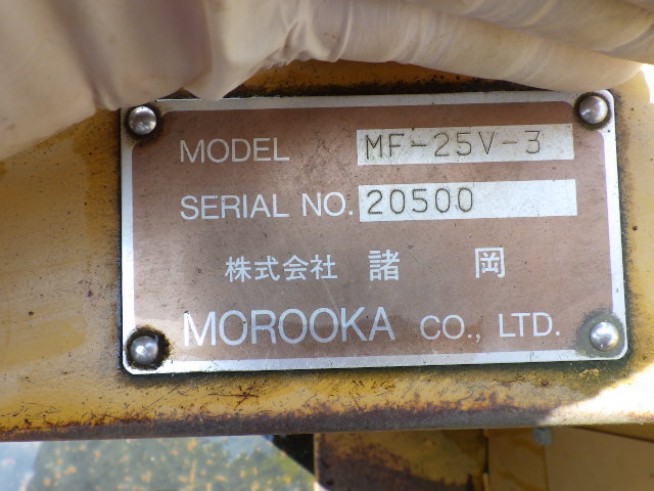 MODEL MF-25V-3
SERIAL NO. 20500
株式会社 諸 岡
MOROOKA CO., LTD.